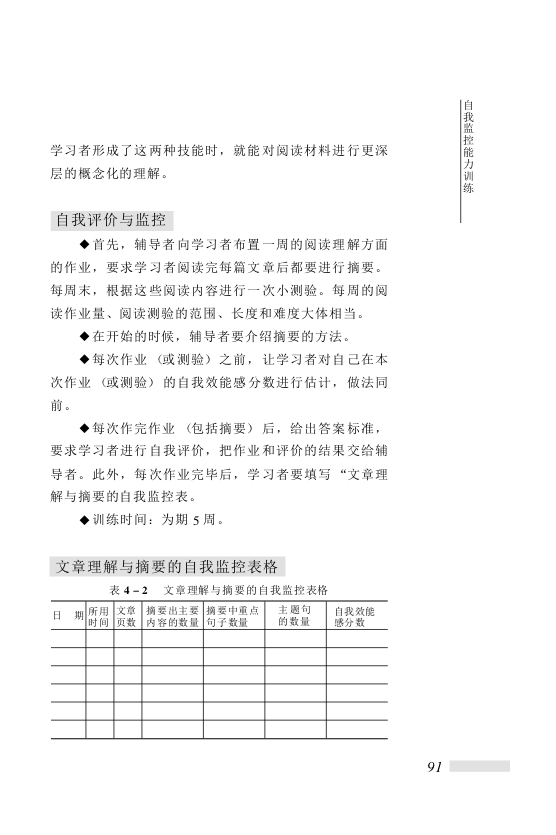 自我监控能力训练
学习者形成了这两种技能时，就能对阅读材料进行更深
层的概念化的理解。
自我评价与监控
◆首先，辅导者向学习者布置一周的阅读理解方面
的作业，要求学习者阅读完每篇文章后都要进行摘要。
每周末，根据这些阅读内容进行一次小测验。每周的阅
读作业量、阅读测验的范围、长度和难度大体相当。
◆在开始的时候，辅导者要介绍摘要的方法。
◆每次作业（或测验）之前，让学习者对自己在本
次作业（或测验）的自我效能感分数进行估计，做法同
前。
◆每次作完作业（包括摘要）后，给出答案标准，
要求学习者进行自我评价，把作业和评价的结果交给辅
导者。此外，每次作业完毕后，学习者要填写“文章理
解与摘要的自我监控表。
◆训练时间：为期 5 周。
文章理解与摘要的自我监控表格
表 4－2 文章理解与摘要的自我监控表格
日 期 所用时间 文章页数 摘要出主要内容的数量 摘要中重点句子数量 主题句的数量 自我效能感分数
91